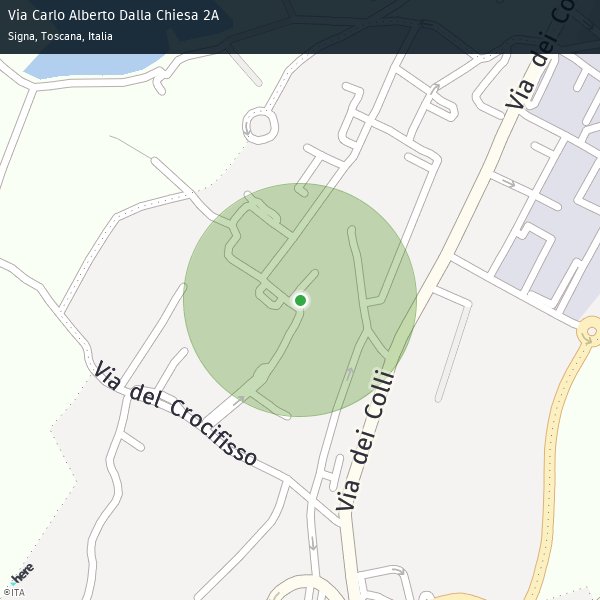 Via Carlo Alberto Dalla Chiesa 2A
Signa, Toscana, Italia
Via dei Co
Via del Crocifisso
Via dei Colli
here
©ITA